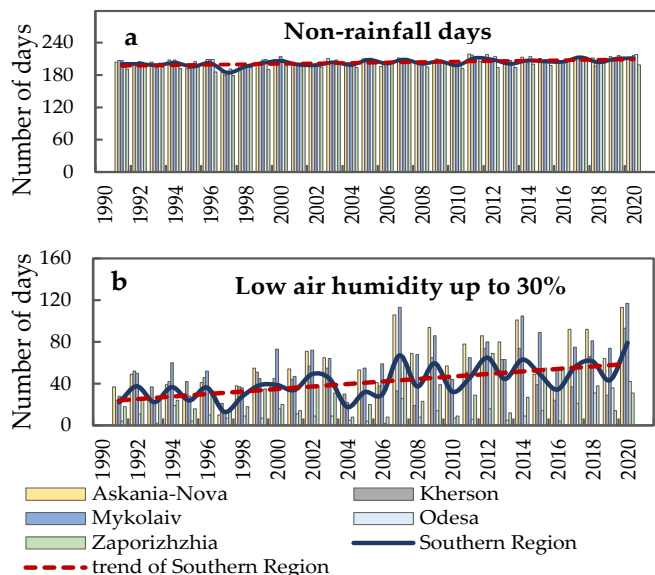 a Non-rainfall days
Number of days
240
180
120
60
0
1990 1992 1994 1996 1998 2000 2002 2004 2006 2008 2010 2012 2014 2016 2018 2020
b Low air humidity up to 30%
Number of days
160
120
80
40
0
1990 1992 1994 1996 1998 2000 2002 2004 2006 2008 2010 2012 2014 2016 2018 2020
Askania-Nova Kherson
Mykolaiv Odesa
Zaporizhzhia Southern Region
trend of Southern Region